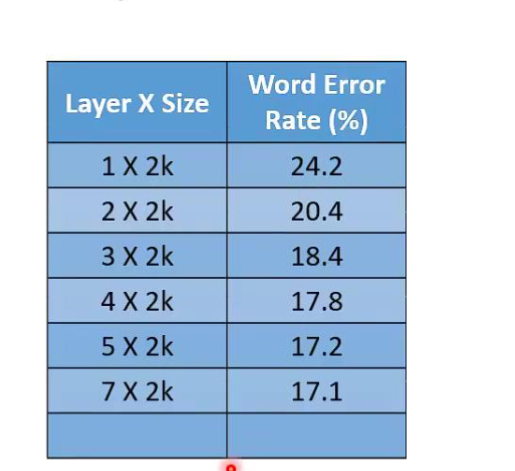 Layer X Size Word Error Rate (%)
1 X 2k 24.2
2 X 2k 20.4
3 X 2k 18.4
4 X 2k 17.8
5 X 2k 17.2
7 X 2k 17.1